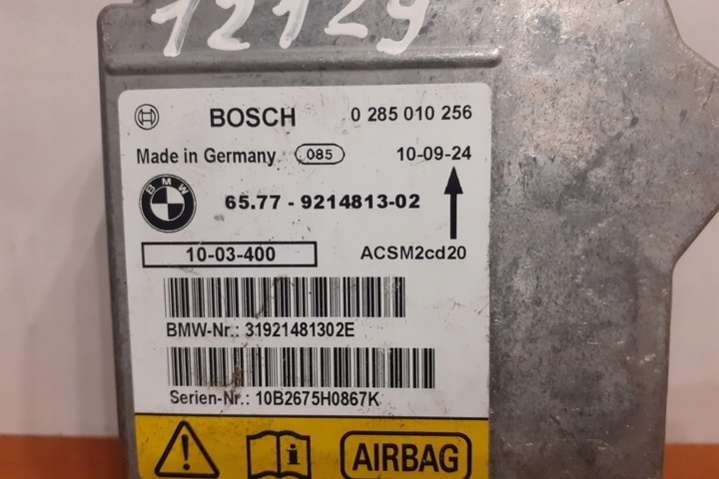 12129
BOSCH 0 285 010 256
Made in Germany 085 10-09-24
BMW 65.77 - 9214813-02
10-03-400 ACSM2cd20
BMW-Nr.: 31921481302E
Serien-Nr.: 10B2675H0867K
AIRBAG